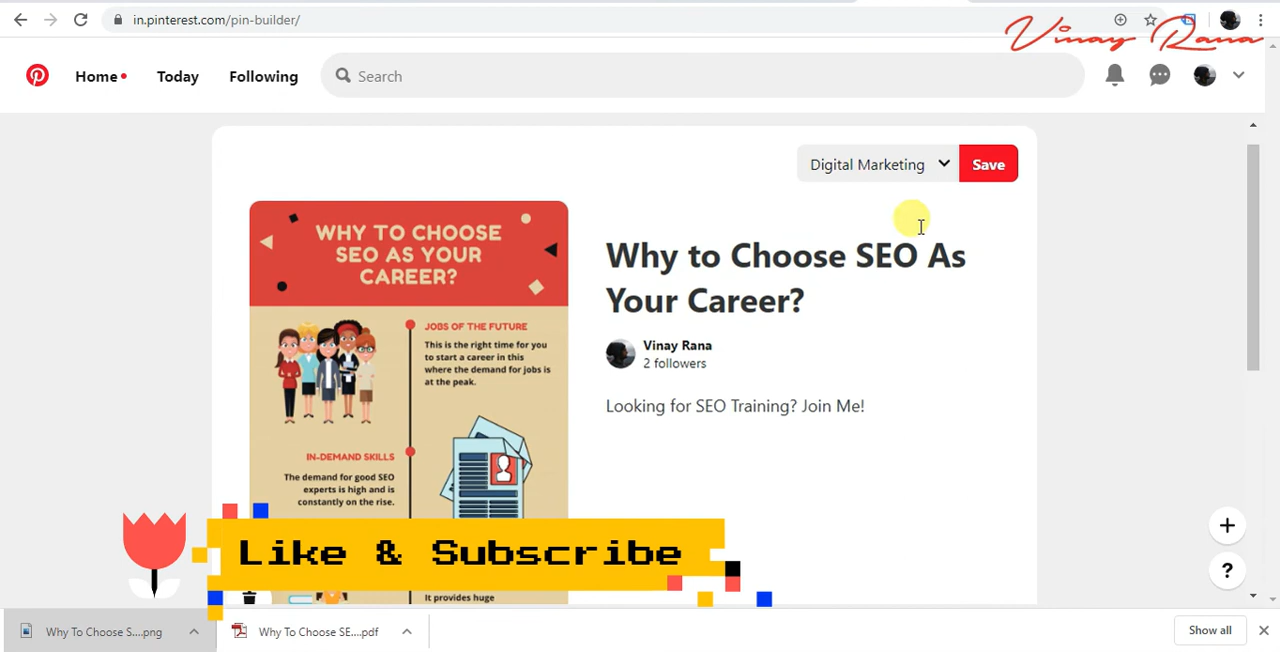 in.pinterest.com/pin-builder/
Vinay Rana
Home
Today
Following
Search
Digital Marketing
Save
WHY TO CHOOSE
SEO AS YOUR
CAREER?
Why to Choose SEO As
Your Career?
Vinay Rana
2 followers
Looking for SEO Training? Join Me!
JOBS OF THE FUTURE
This is the right time for you
to start a career in this
where the demand for jobs is
at the peak.
IN-DEMAND SKILLS
The demand for good SEO
experts is high and is
constantly on the rise.
Like & Subscribe
It provides huge
?
Why To Choose S....png
Why To Choose SE....pdf
Show all